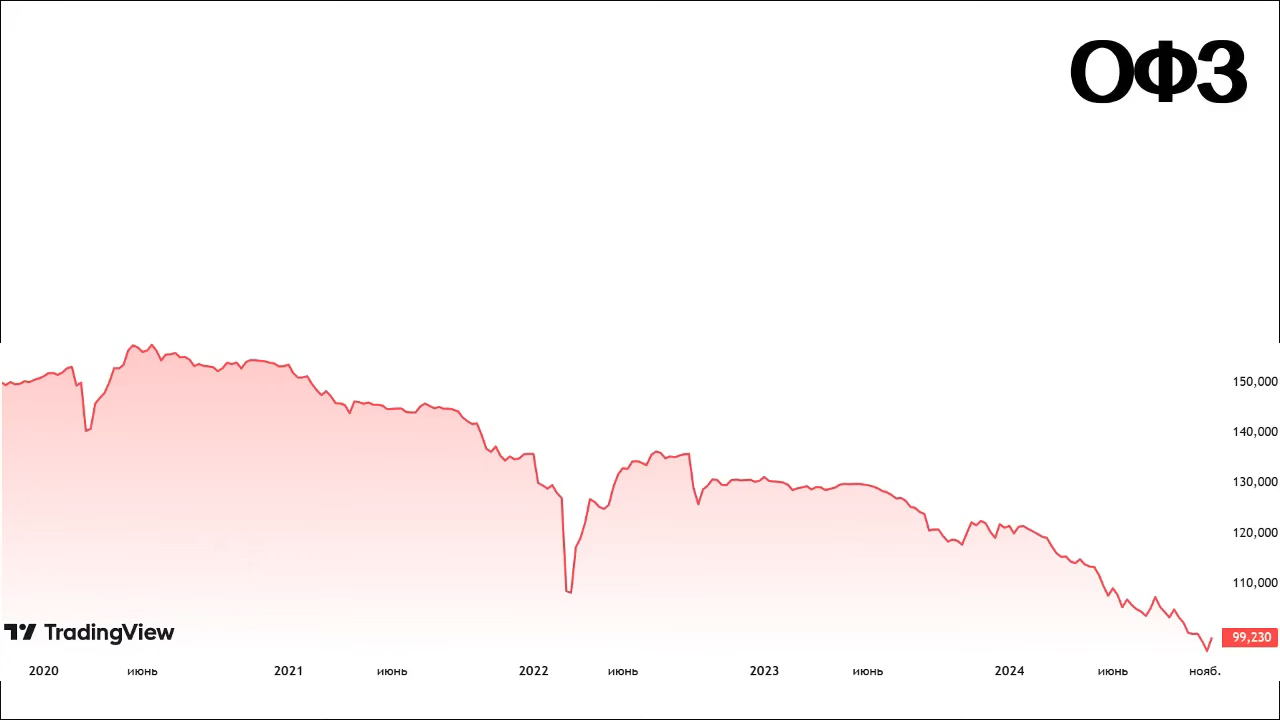 ОФЗ
150,000
140,000
130,000
120,000
110,000
99,230
TradingView
2020 июнь 2021 июнь 2022 июнь 2023 июнь 2024 июнь нояб.